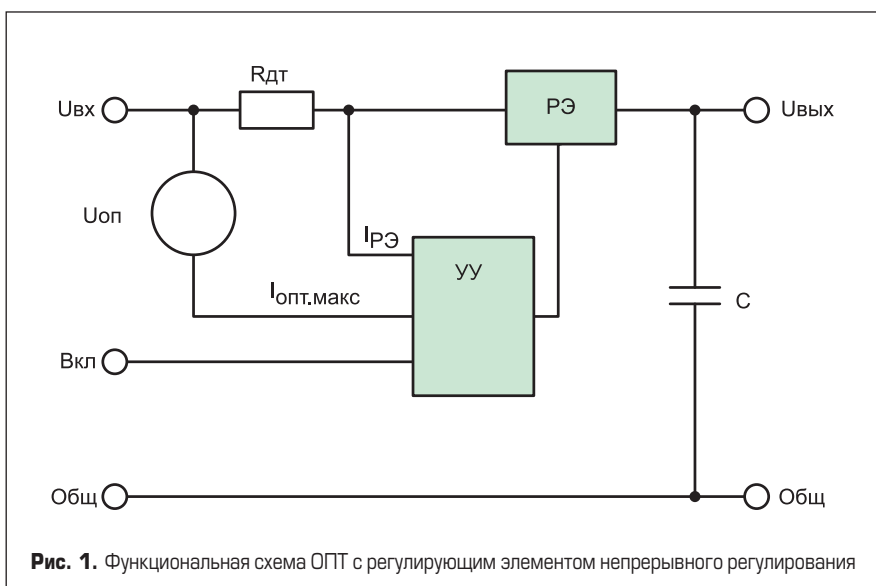 Rдт
Uвх
РЭ
Uвых
Uоп
IРЭ
УУ
Iопт.макс
С
Вкл
Общ
Общ
Рис. 1. Функциональная схема ОПТ с регулирующим элементом непрерывного регулирования